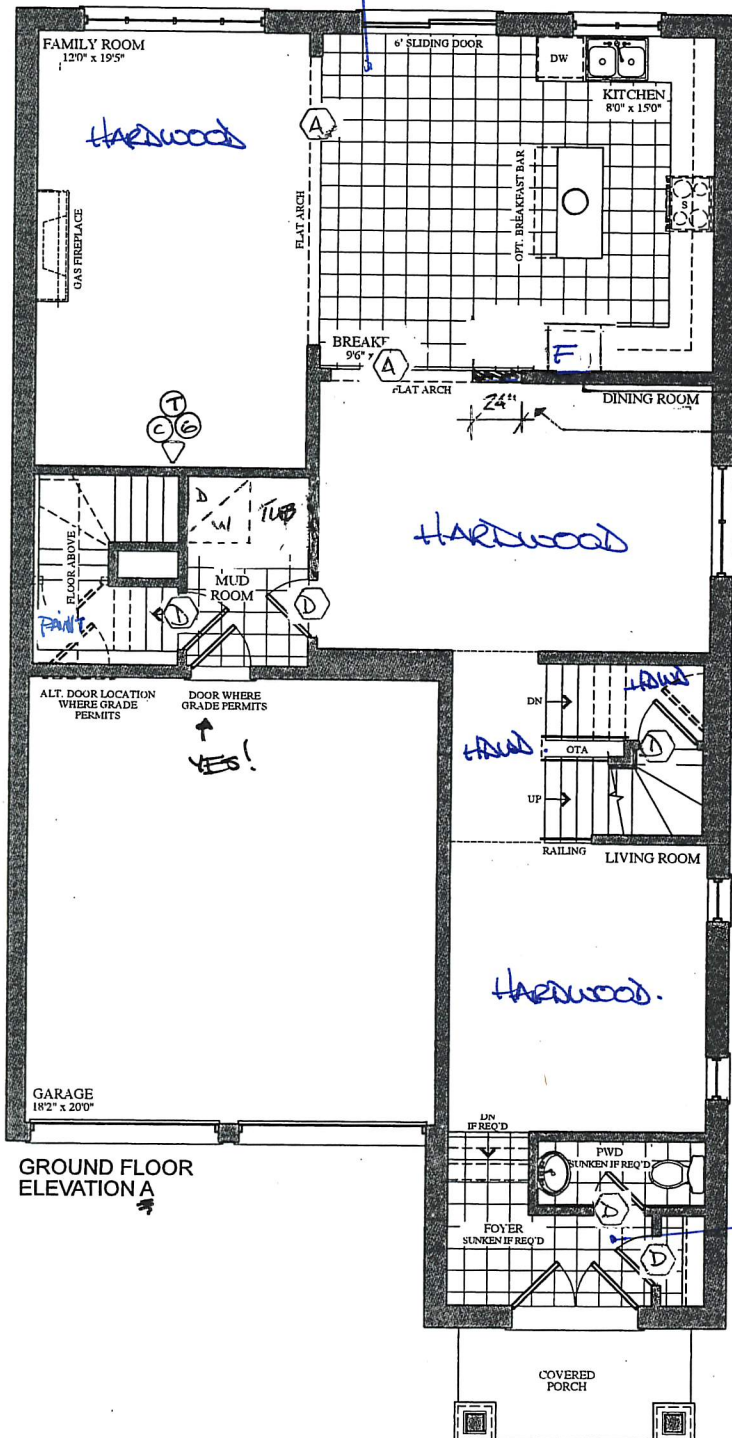 FAMILY ROOM
12'0" x 19'5"
6' SLIDING DOOR
DW
KITCHEN
8'0" x 15'0"
HARDWOOD
A
OPT. BREAKFAST BAR
S
FLAT ARCH
GAS FIREPLACE
BREAKF
9'6" x
A
F
FLAT ARCH
24"
DINING ROOM
T
C G
D
W
TUB
HARDWOOD
FLOOR ABOVE
MUD
ROOM
D
D
PAINT
ALT. DOOR LOCATION
WHERE GRADE
PERMITS
DOOR WHERE
GRADE PERMITS
YES!
DN
HDWD
HDWD.
OTA
D
UP
RAILING
LIVING ROOM
HARDWOOD.
GARAGE
18'2" x 20'0"
DN
IF REQ'D
PWD
SUNKEN IF REQ'D
GROUND FLOOR
ELEVATION A
D
FOYER
SUNKEN IF REQ'D
D
COVERED
PORCH